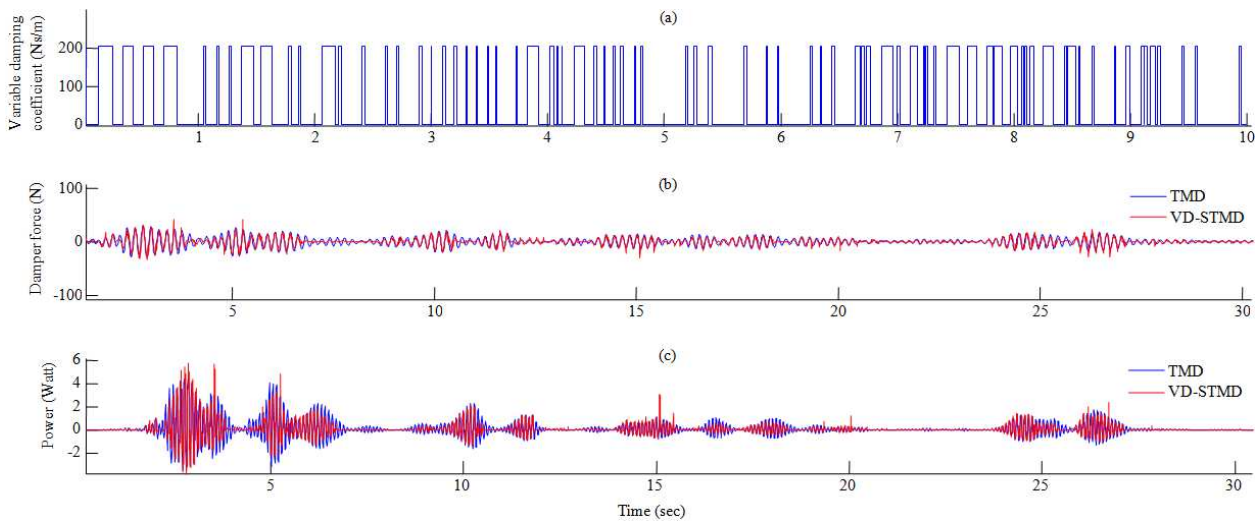 (a)
Variable damping
coefficient (Ns/m)
200
100
0
1 2 3 4 5 6 7 8 9 10
(b)
Damper force (N)
100
0
-100
TMD
VD-STMD
5 10 15 20 25 30
(c)
Power (Watt)
6
4
2
0
-2
TMD
VD-STMD
5 10 15 20 25 30
Time (sec)